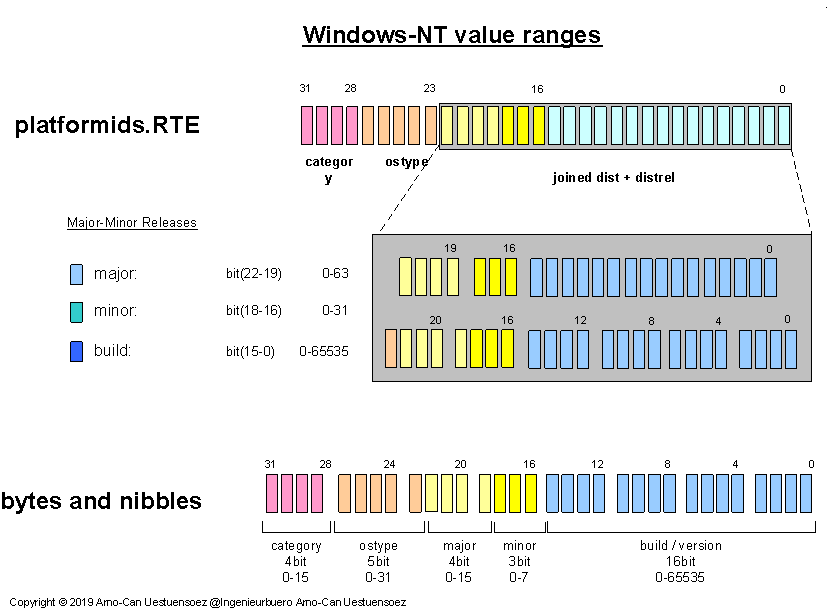 Windows-NT value ranges
31 28 23 16 0
platformids.RTE
categor
y
ostype
joined dist + distrel
Major-Minor Releases
19 16 0
major: bit(22-19) 0-63
minor: bit(18-16) 0-31
20 16 12 8 4 0
build: bit(15-0) 0-65535
31 28 24 20 16 12 8 4 0
bytes and nibbles
category ostype major minor build / version
4bit 5bit 4bit 3bit 16bit
0-15 0-31 0-15 0-7 0-65535
Copyright © 2019 Arno-Can Uestuensoez @Ingenieurbuero Arno-Can Uestuensoez